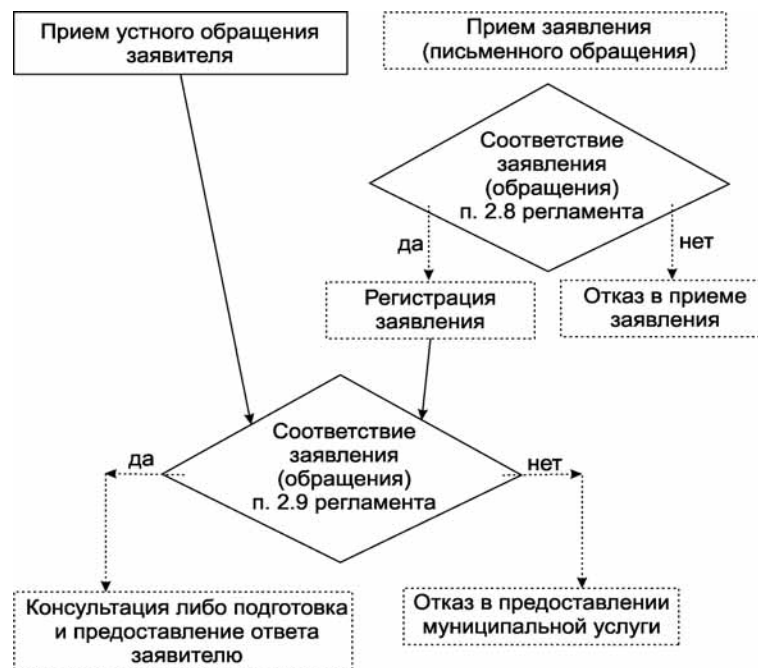 Прием устного обращения
заявителя
Прием заявления
(письменного обращения)
Соответствие
заявления
(обращения)
п. 2.8 регламента
да
нет
Регистрация
заявления
Отказ в приеме
заявления
Соответствие
заявления
(обращения)
п. 2.9 регламента
да
нет
Консультация либо подготовка
и предоставление ответа
заявителю
Отказ в предоставлении
муниципальной услуги